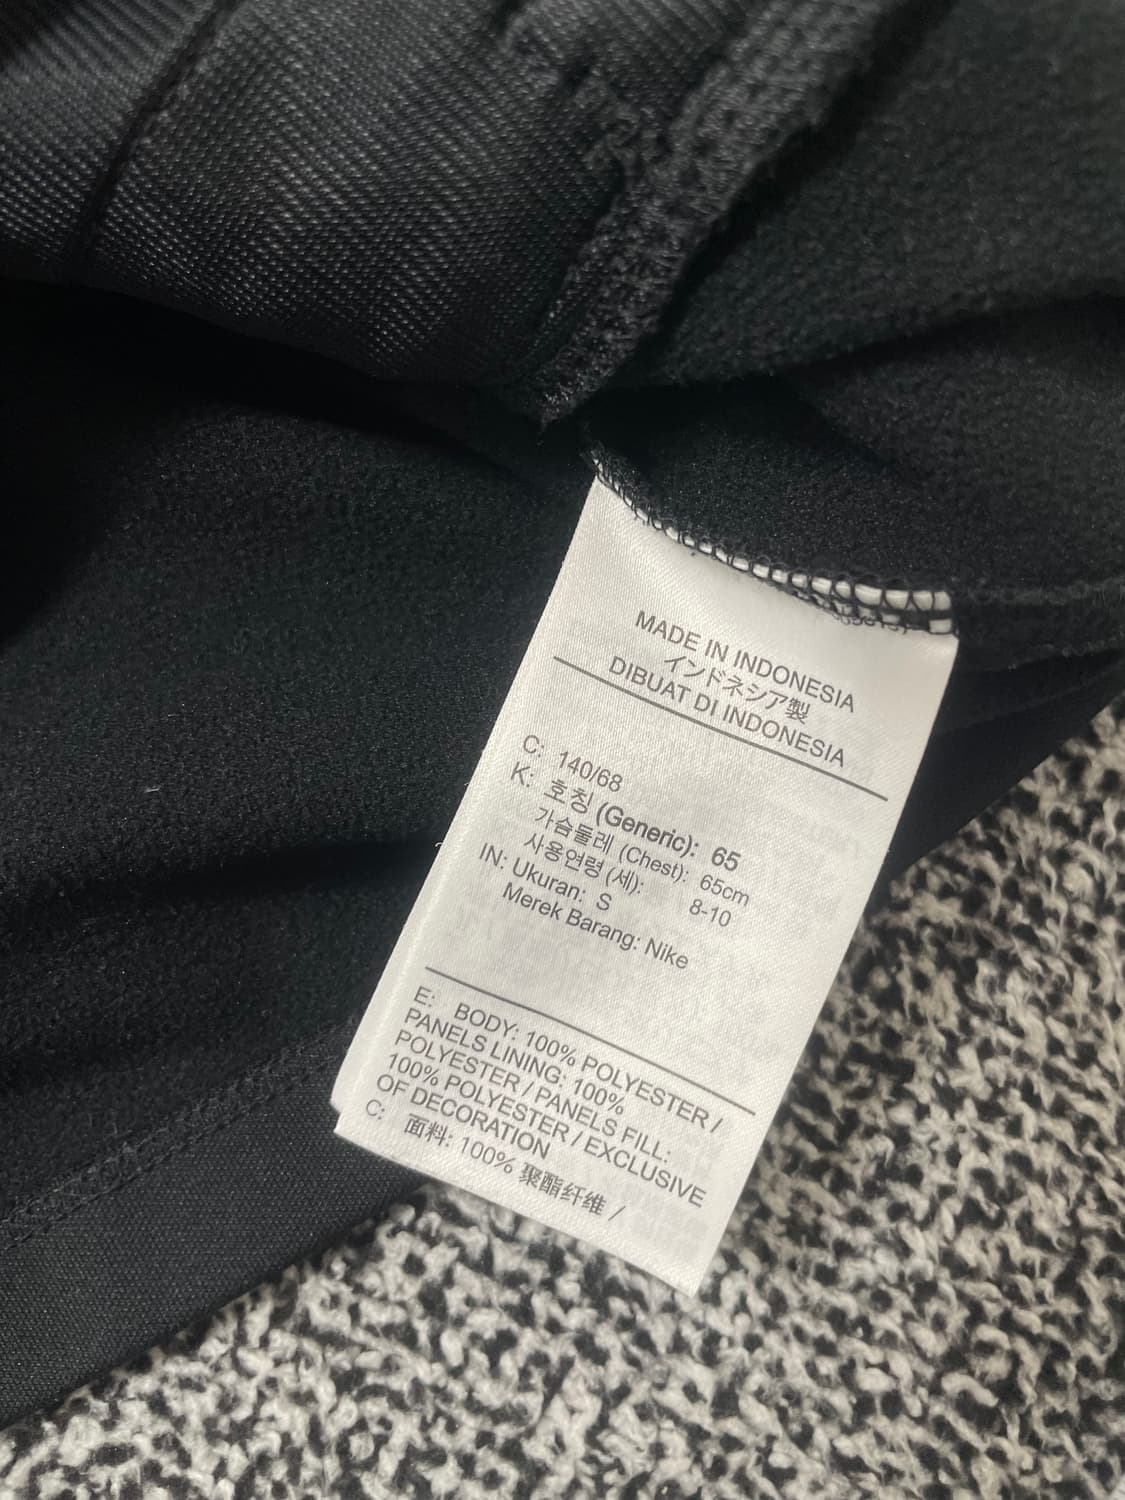 MADE IN INDONESIA
インドネシア製
DIBUAT DI INDONESIA
C: 140/68
K: 호칭 (Generic): 65
가슴둘레 (Chest): 65cm
사용연령 (세): 8-10
IN: Ukuran: S
Merek Barang: Nike
E: BODY: 100% POLYESTER /
PANELS LINING: 100%
POLYESTER / PANELS FILL:
100% POLYESTER / EXCLUSIVE
OF DECORATION
C: 面料: 100% 聚酯纤维 /